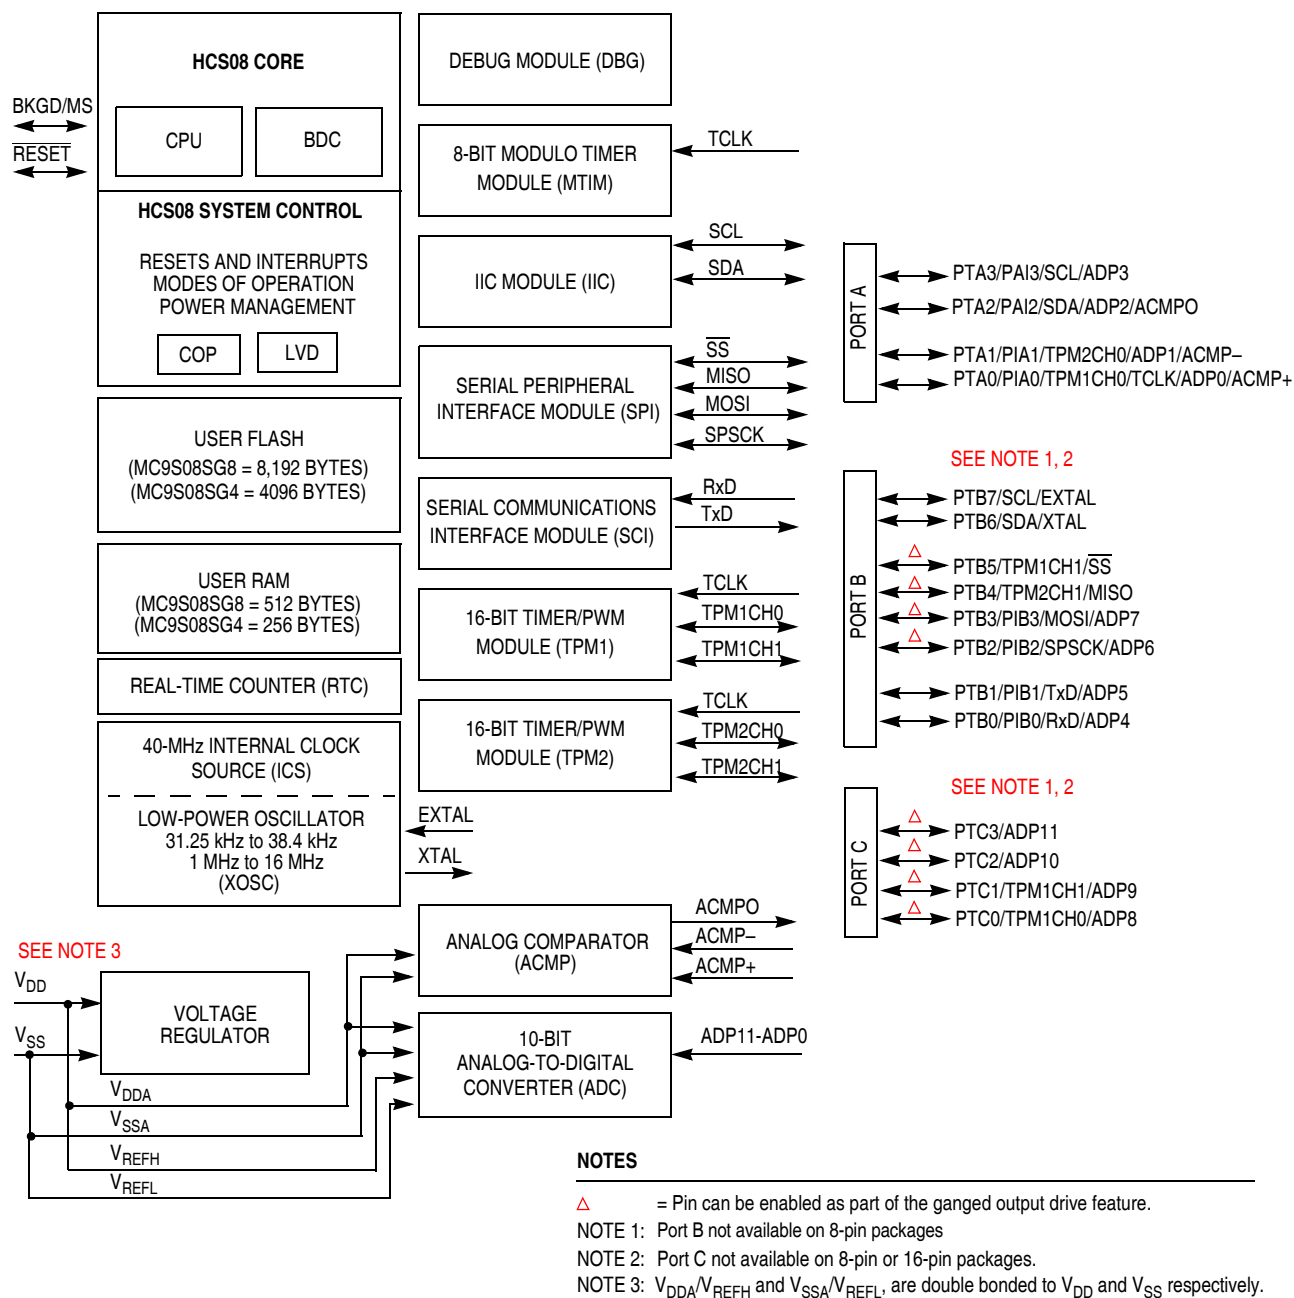 HCS08 CORE
BKGD/MS
RESET
CPU
BDC
HCS08 SYSTEM CONTROL
RESETS AND INTERRUPTS
MODES OF OPERATION
POWER MANAGEMENT
COP
LVD
USER FLASH
(MC9S08SG8 = 8,192 BYTES)
(MC9S08SG4 = 4096 BYTES)
USER RAM
(MC9S08SG8 = 512 BYTES)
(MC9S08SG4 = 256 BYTES)
REAL-TIME COUNTER (RTC)
40-MHz INTERNAL CLOCK
SOURCE (ICS)
LOW-POWER OSCILLATOR
31.25 kHz to 38.4 kHz
1 MHz to 16 MHz
(XOSC)
EXTAL
XTAL
SEE NOTE 3
VDD
VSS
VOLTAGE
REGULATOR
VDDA
VSSA
VREFH
VREFL
DEBUG MODULE (DBG)
8-BIT MODULO TIMER
MODULE (MTIM)
TCLK
IIC MODULE (IIC)
SCL
SDA
SERIAL PERIPHERAL
INTERFACE MODULE (SPI)
SS
MISO
MOSI
SPSCK
SERIAL COMMUNICATIONS
INTERFACE MODULE (SCI)
RxD
TxD
16-BIT TIMER/PWM
MODULE (TPM1)
TCLK
TPM1CH0
TPM1CH1
16-BIT TIMER/PWM
MODULE (TPM2)
TCLK
TPM2CH0
TPM2CH1
ANALOG COMPARATOR
(ACMP)
ACMPO
ACMP–
ACMP+
10-BIT
ANALOG-TO-DIGITAL
CONVERTER (ADC)
ADP11-ADP0
PORT A
PTA3/PAI3/SCL/ADP3
PTA2/PAI2/SDA/ADP2/ACMPO
PTA1/PIA1/TPM2CH0/ADP1/ACMP–
PTA0/PIA0/TPM1CH0/TCLK/ADP0/ACMP+
SEE NOTE 1, 2
PORT B
PTB7/SCL/EXTAL
PTB6/SDA/XTAL
PTB5/TPM1CH1/SS
PTB4/TPM2CH1/MISO
PTB3/PIB3/MOSI/ADP7
PTB2/PIB2/SPSCK/ADP6
PTB1/PIB1/TxD/ADP5
PTB0/PIB0/RxD/ADP4
SEE NOTE 1, 2
PORT C
PTC3/ADP11
PTC2/ADP10
PTC1/TPM1CH1/ADP9
PTC0/TPM1CH0/ADP8
NOTES
△ = Pin can be enabled as part of the ganged output drive feature.
NOTE 1: Port B not available on 8-pin packages
NOTE 2: Port C not available on 8-pin or 16-pin packages.
NOTE 3: VDDA/VREFH and VSSA/VREFL, are double bonded to VDD and VSS respectively.